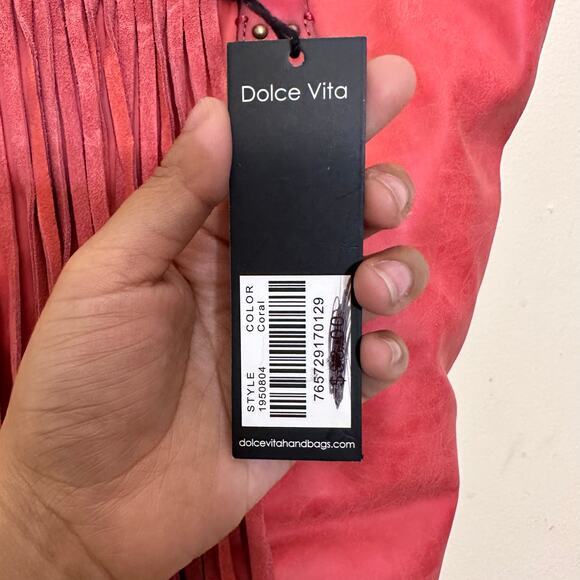 Dolce Vita
STYLE COLOR
1950804 Coral
765729170129
dolcevitahandbags.com